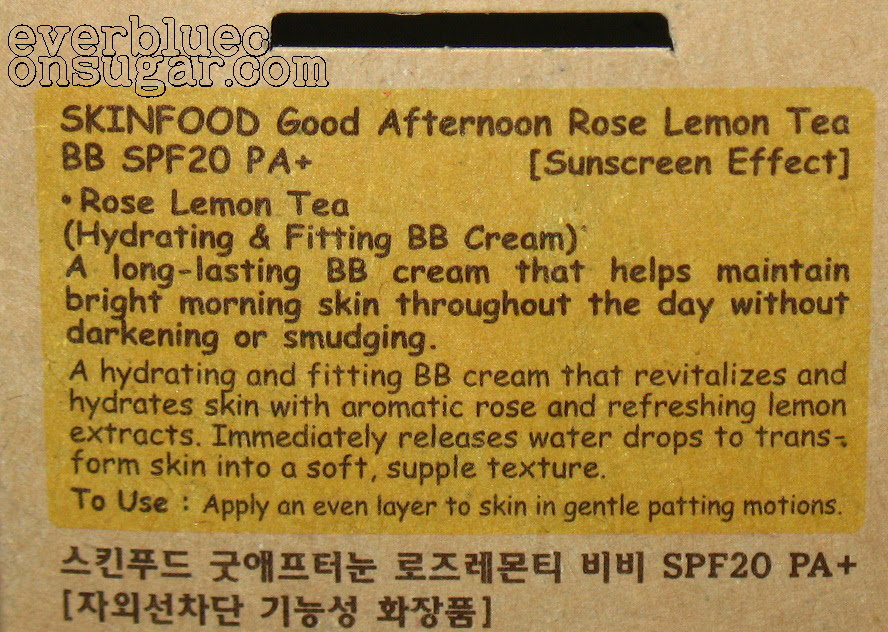 everbluec
onsugar.com
SKINFOOD Good Afternoon Rose Lemon Tea
BB SPF20 PA+ [Sunscreen Effect]
•Rose Lemon Tea
(Hydrating & Fitting BB Cream)
A long-lasting BB cream that helps maintain
bright morning skin throughout the day without
darkening or smudging.
A hydrating and fitting BB cream that revitalizes and
hydrates skin with aromatic rose and refreshing lemon
extracts. Immediately releases water drops to trans-
form skin into a soft, supple texture.
To Use : Apply an even layer to skin in gentle patting motions.
스킨푸드 굿애프터눈 로즈레몬티 비비 SPF20 PA+
[자외선차단 기능성 화장품]